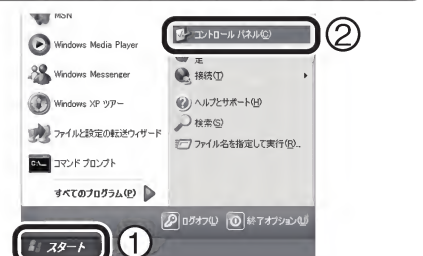 MSN
Windows Media Player
Windows Messenger
Windows XP ツアー
ファイルと設定の転送ウィザード
コマンド プロンプト
すべてのプログラム(P)
コントロール パネル(C)
②
定
接続(T)
ヘルプとサポート(H)
検索(S)
ファイル名を指定して実行(R)...
ログオフ(L)
終了オプション(U)
スタート
①